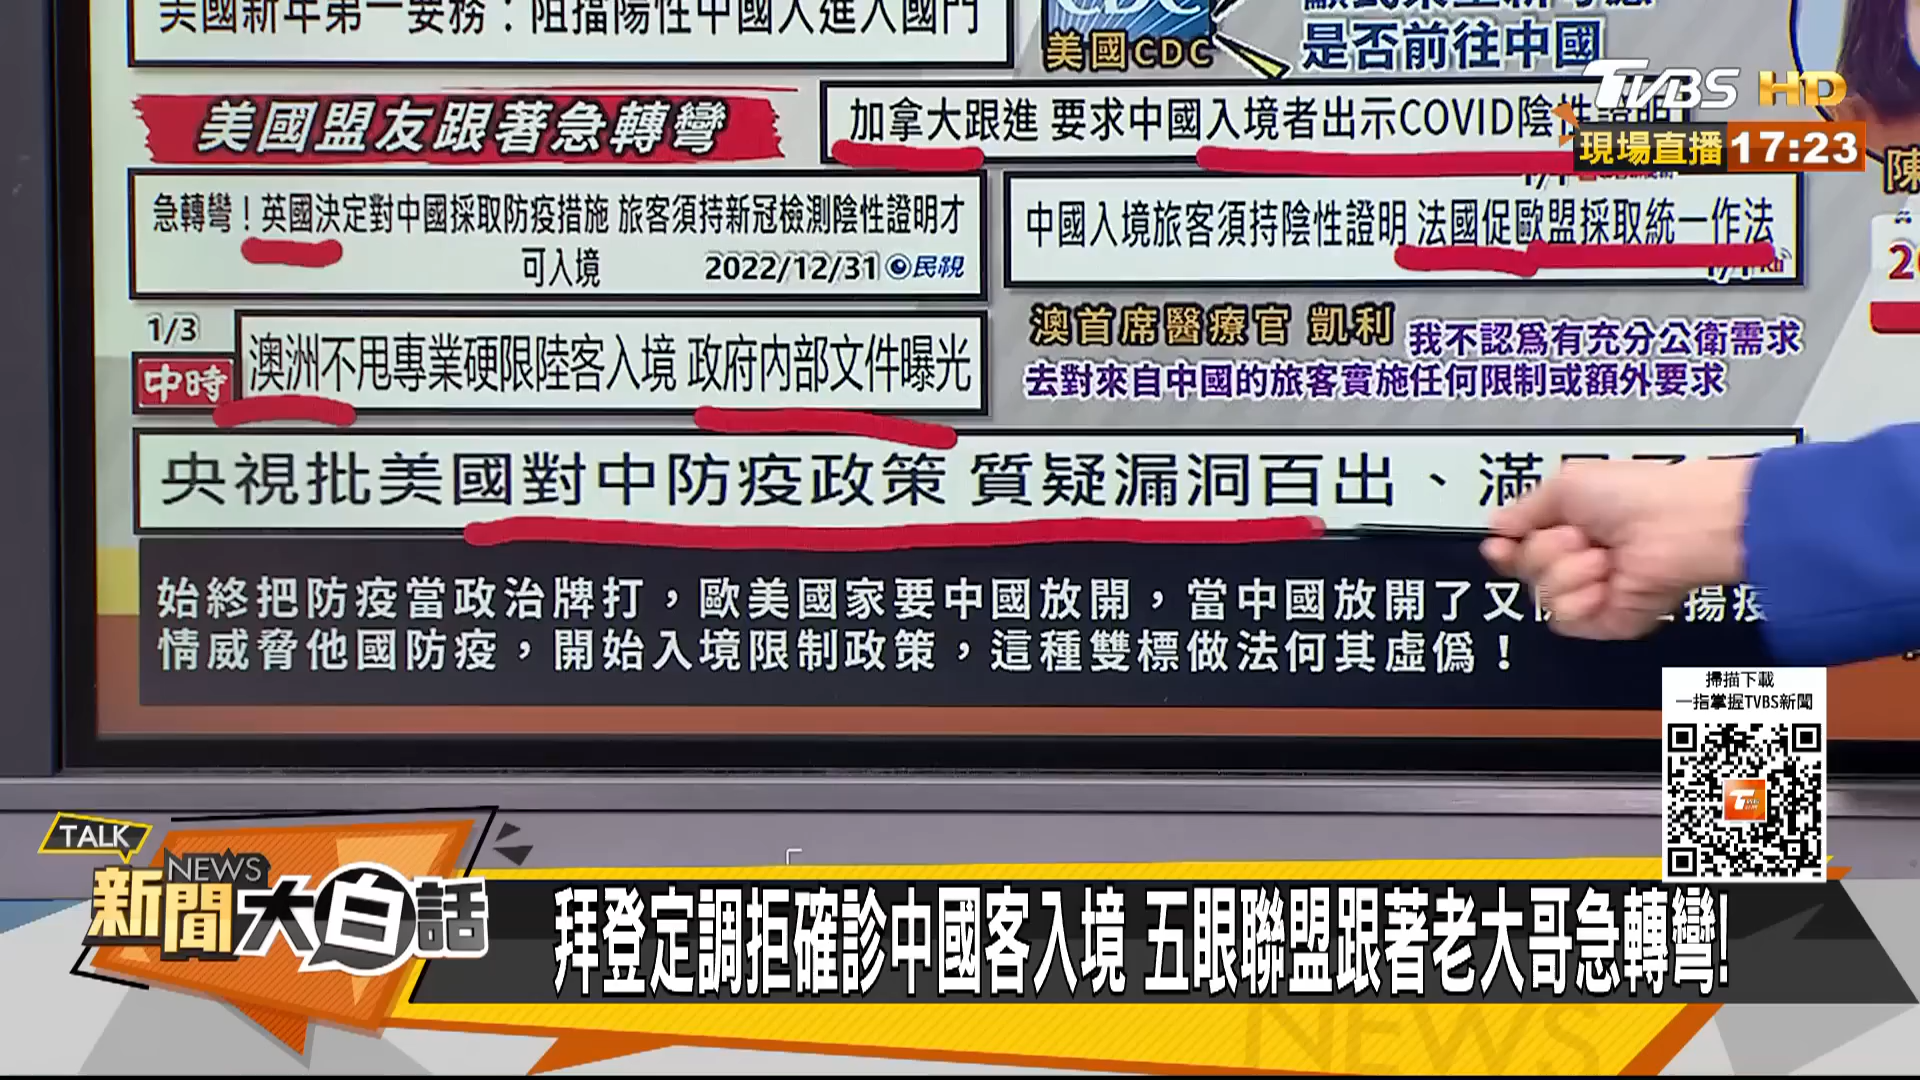 美國新年第一要務：阻擋陽性中國人進入國門
美國CDC
是否前往中國
TVBS HD
現場直播 17:23
美國盟友跟著急轉彎
加拿大跟進 要求中國入境者出示COVID陰性證明
急轉彎！英國決定對中國採取防疫措施 旅客須持新冠檢測陰性證明才
可入境 2022/12/31 民視
中國入境旅客須持陰性證明 法國促歐盟採取統一作法
陳
1/3
中時
澳洲不甩專業硬限陸客入境 政府內部文件曝光
澳首席醫療官 凱利 我不認為有充分公衛需求
去對來自中國的旅客實施任何限制或額外要求
央視批美國對中防疫政策 質疑漏洞百出、滿
始終把防疫當政治牌打，歐美國家要中國放開，當中國放開了又 揚疫
情威脅他國防疫，開始入境限制政策，這種雙標做法何其虛偽！
掃描下載
一指掌握TVBS新聞
TALK
NEWS
新聞大白話
拜登定調拒確診中國客入境 五眼聯盟跟著老大哥急轉彎!
NEWS